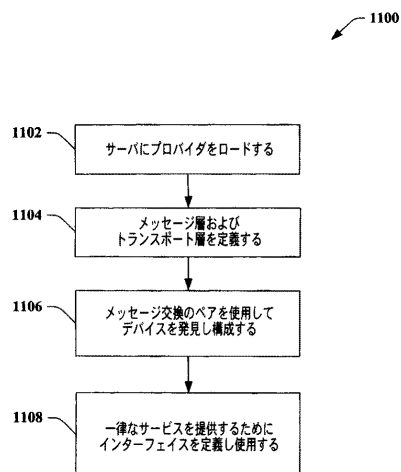 1100
1102
サーバにプロバイダをロードする
1104
メッセージ層および
トランスポート層を定義する
1106
メッセージ交換のペアを使用して
デバイスを発見し構成する
1108
一律なサービスを提供するために
インターフェイスを定義し使用する